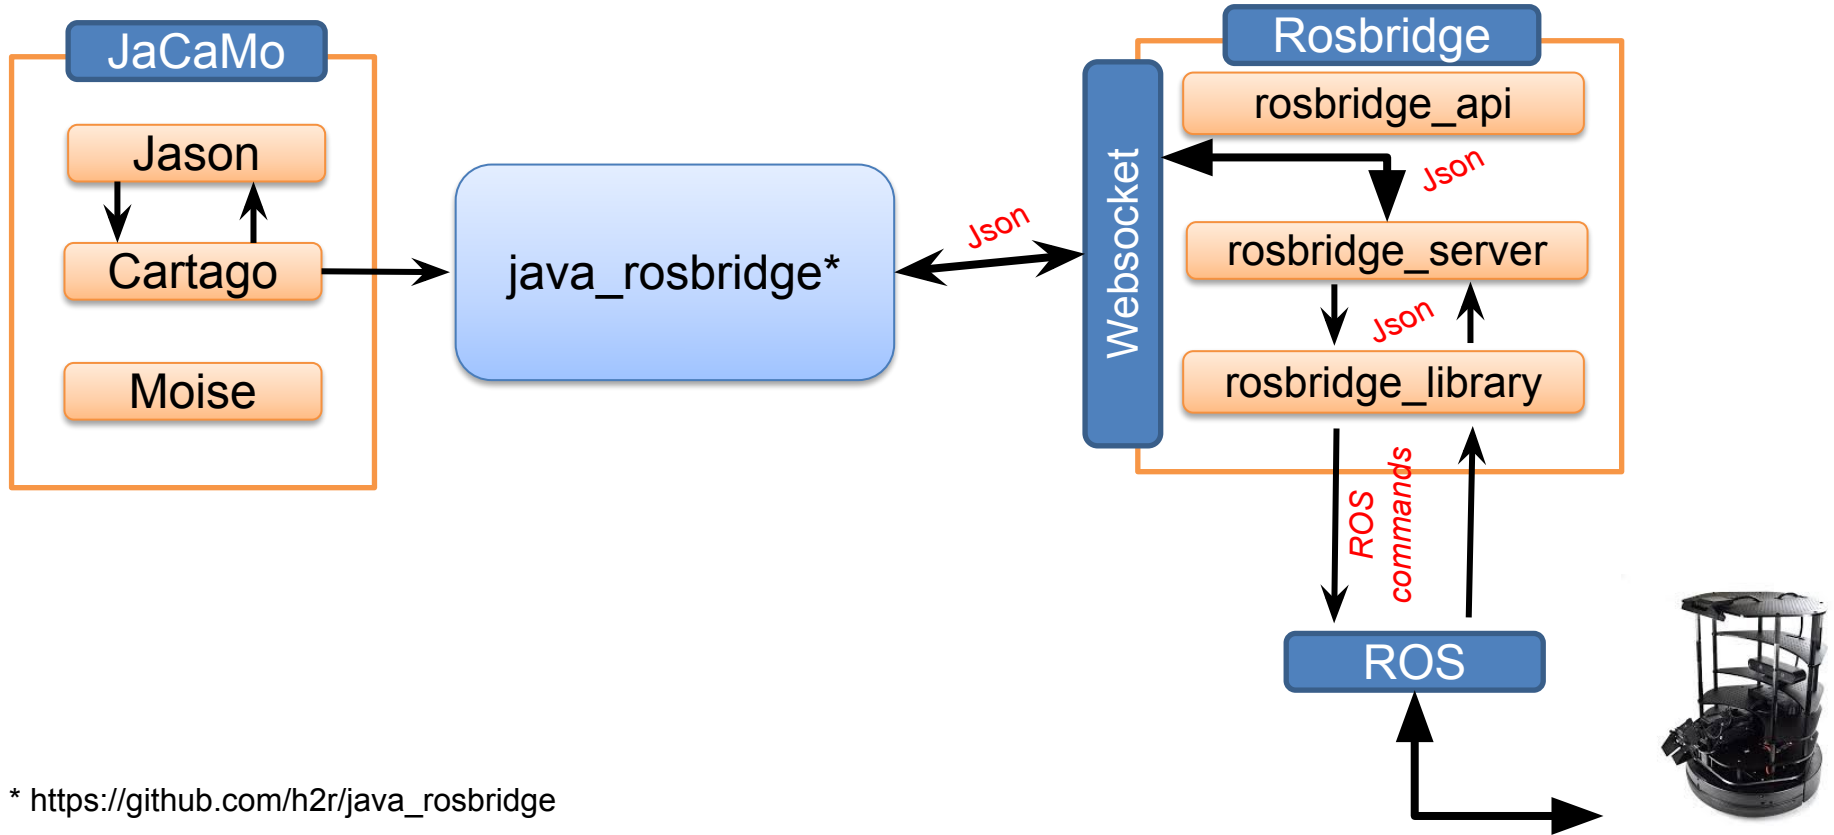 JaCaMo
Jason
Cartago
Moise
java_rosbridge*
Json
Websocket
Rosbridge
rosbridge_api
Json
rosbridge_server
Json
rosbridge_library
ROS
commands
ROS
* https://github.com/h2r/java_rosbridge